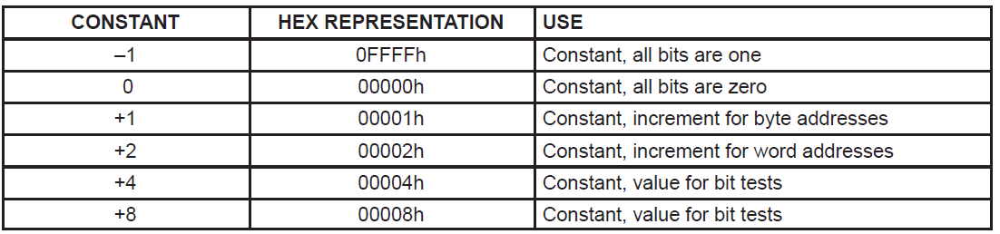 CONSTANT HEX REPRESENTATION USE
–1 0FFFFh Constant, all bits are one
0 00000h Constant, all bits are zero
+1 00001h Constant, increment for byte addresses
+2 00002h Constant, increment for word addresses
+4 00004h Constant, value for bit tests
+8 00008h Constant, value for bit tests